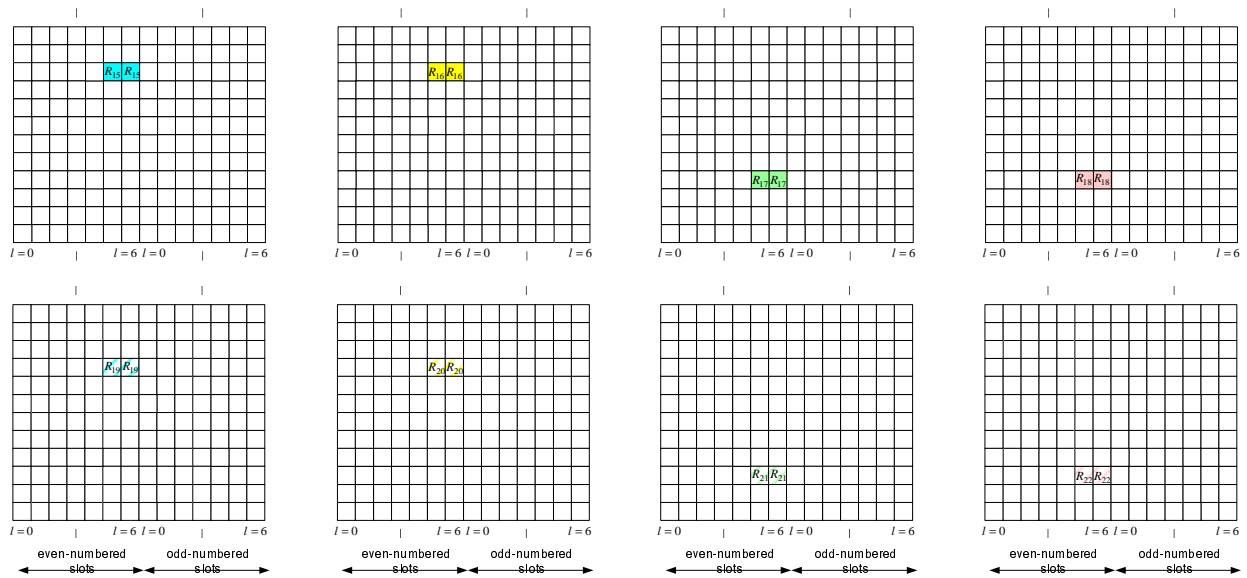 R15 R15
R16 R16
R17 R17
R18 R18
l = 0 l = 6 l = 0 l = 6
l = 0 l = 6 l = 0 l = 6
l = 0 l = 6 l = 0 l = 6
l = 0 l = 6 l = 0 l = 6
R19 R19
R20 R20
R21 R21
R22 R22
l = 0 l = 6 l = 0 l = 6
l = 0 l = 6 l = 0 l = 6
l = 0 l = 6 l = 0 l = 6
l = 0 l = 6 l = 0 l = 6
even-numbered
slots
odd-numbered
slots
even-numbered
slots
odd-numbered
slots
even-numbered
slots
odd-numbered
slots
even-numbered
slots
odd-numbered
slots